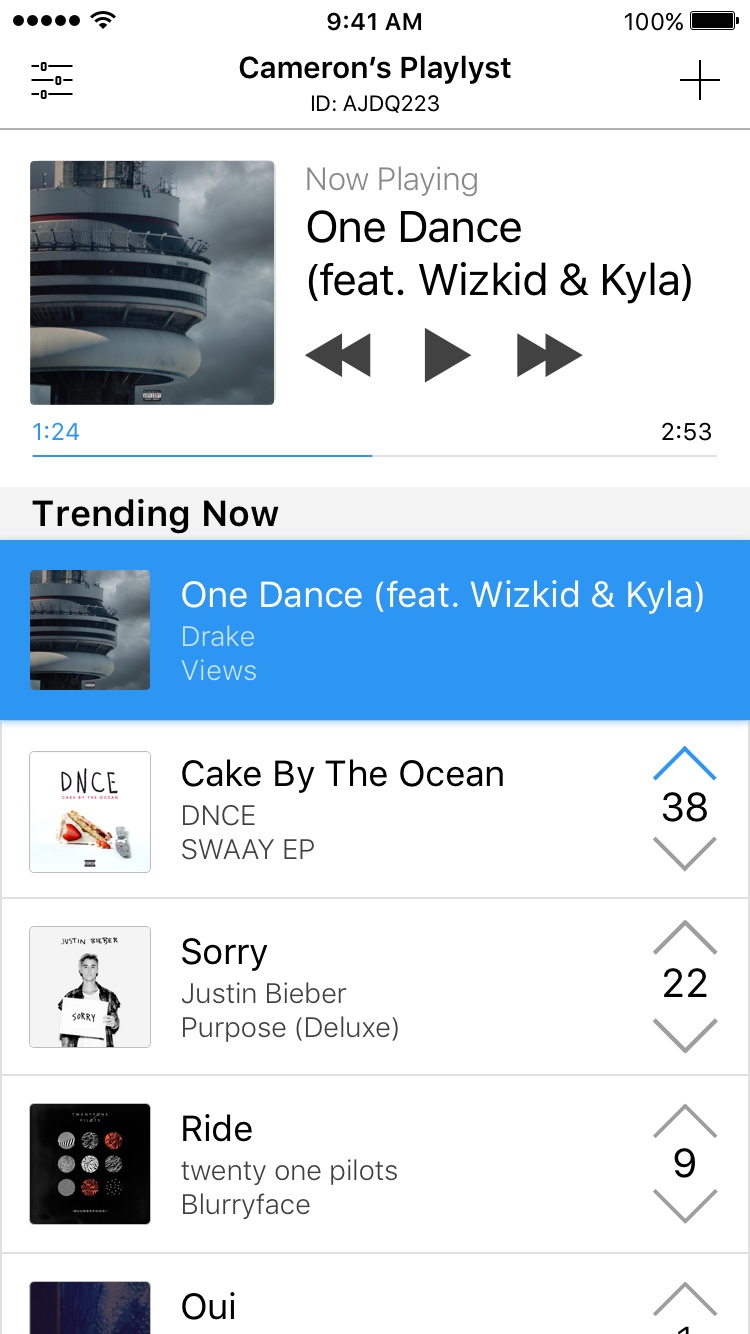 9:41 AM
100%
Cameron's Playlyst
ID: AJDQ223
Now Playing
One Dance
(feat. Wizkid & Kyla)
1:24
2:53
Trending Now
One Dance (feat. Wizkid & Kyla)
Drake
Views
DNCE
CAKE BY THE OCEAN
Cake By The Ocean
DNCE
SWAAY EP
38
JUSTIN BIEBER
SORRY
Sorry
Justin Bieber
Purpose (Deluxe)
22
TWENTY ONE
PILOTS
BLURRYFACE
Ride
twenty one pilots
Blurryface
9
Oui